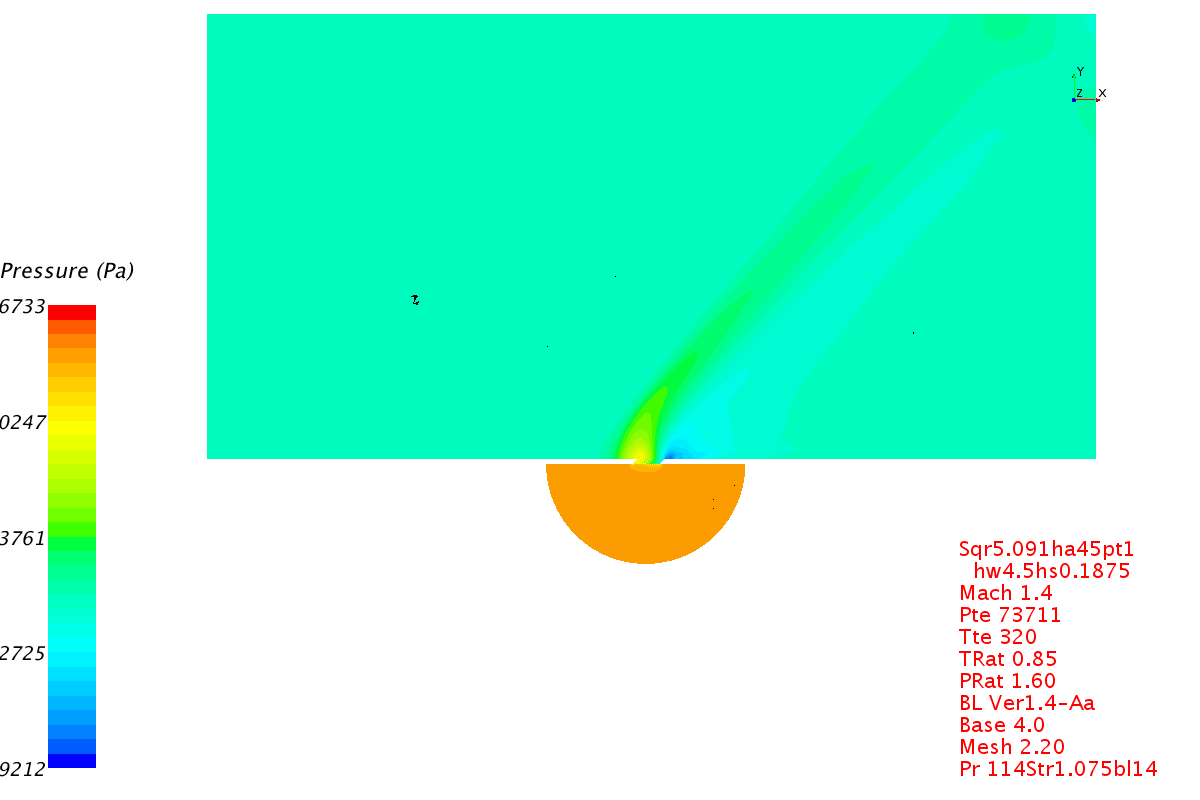 Y
Z X
Pressure (Pa)
6733
0247
3761
2725
9212
Sqr5.091ha45pt1
hw4.5hs0.1875
Mach 1.4
Pte 73711
Tte 320
TRat 0.85
PRat 1.60
BL Ver1.4-Aa
Base 4.0
Mesh 2.20
Pr 114Str1.075bl14